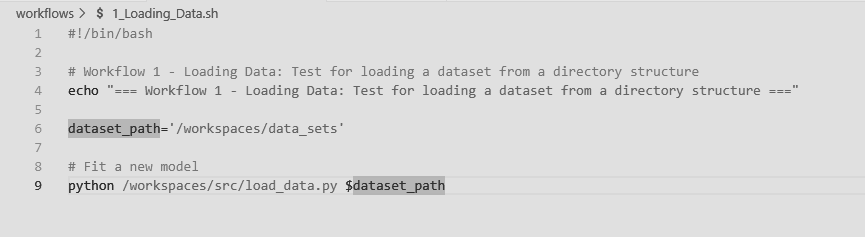 workflows > $ 1_Loading_Data.sh
1 #!/bin/bash
2
3 # Workflow 1 - Loading Data: Test for loading a dataset from a directory structure
4 echo "=== Workflow 1 - Loading Data: Test for loading a dataset from a directory structure ==="
5
6 dataset_path='/workspaces/data_sets'
7
8 # Fit a new model
9 python /workspaces/src/load_data.py $dataset_path